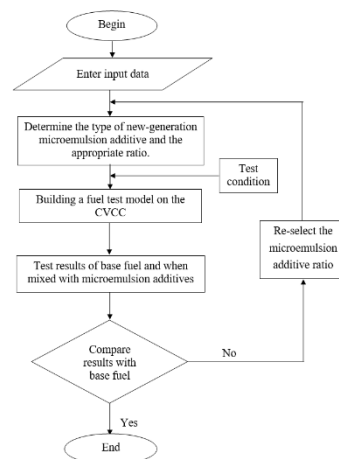 Begin
Enter input data
Determine the type of new-generation
microemulsion additive and the
appropriate ratio.
Test
condition
Building a fuel test model on the
CVCC
Re-select the
microemulsion
additive ratio
Test results of base fuel and when
mixed with microemulsion additives
Compare
results with
base fuel
No
Yes
End